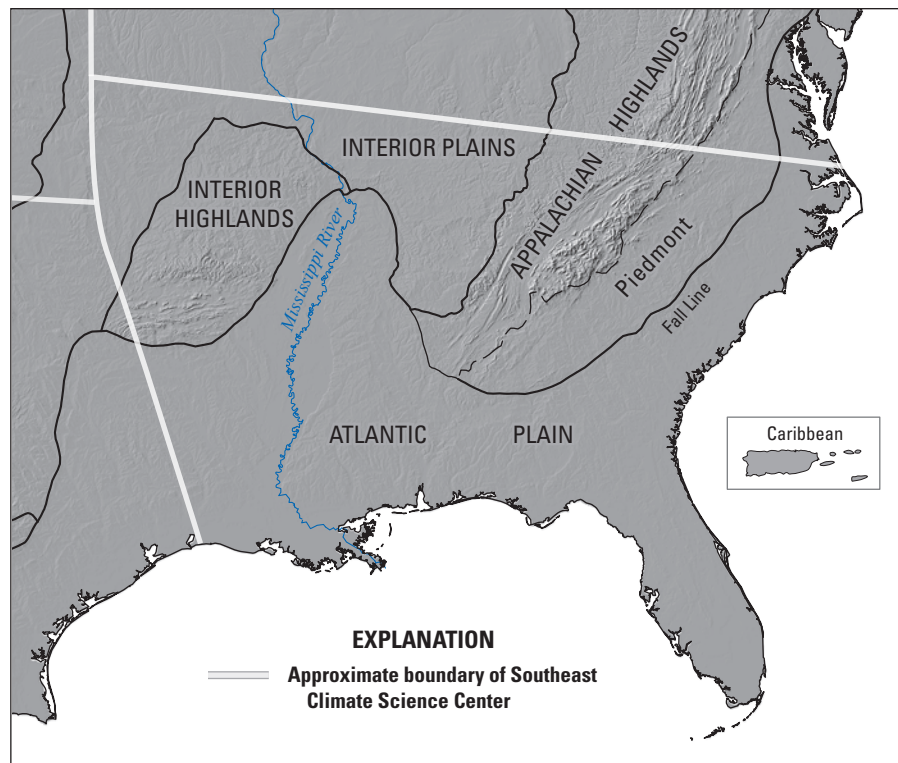 HIGHLANDS
APPALACHIAN
INTERIOR PLAINS
INTERIOR
HIGHLANDS
Mississippi River
Piedmont
Fall Line
ATLANTIC PLAIN
Caribbean
EXPLANATION
Approximate boundary of Southeast
Climate Science Center